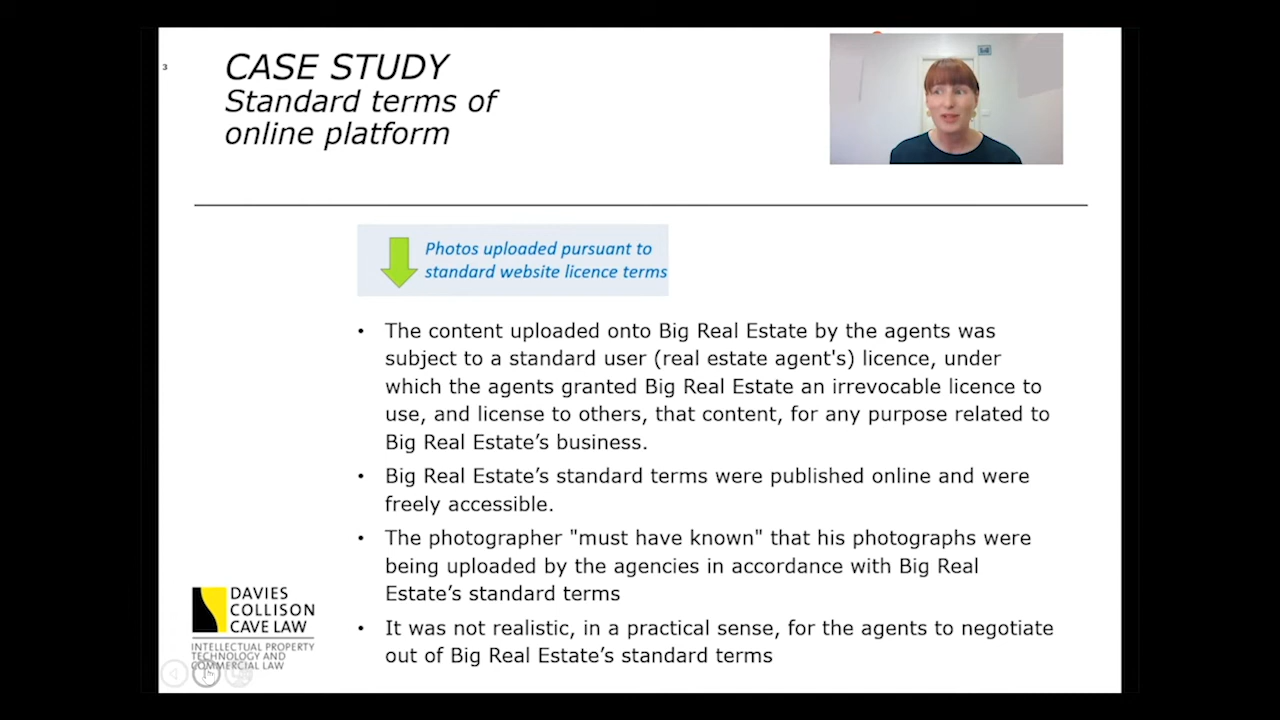 3
CASE STUDY
Standard terms of
online platform
Photos uploaded pursuant to
standard website licence terms
• The content uploaded onto Big Real Estate by the agents was
subject to a standard user (real estate agent's) licence, under
which the agents granted Big Real Estate an irrevocable licence to
use, and license to others, that content, for any purpose related to
Big Real Estate’s business.
• Big Real Estate’s standard terms were published online and were
freely accessible.
• The photographer "must have known" that his photographs were
being uploaded by the agencies in accordance with Big Real
Estate’s standard terms
• It was not realistic, in a practical sense, for the agents to negotiate
out of Big Real Estate’s standard terms
DAVIES
COLLISON
CAVE LAW
INTELLECTUAL PROPERTY
TECHNOLOGY AND
COMMERCIAL LAW